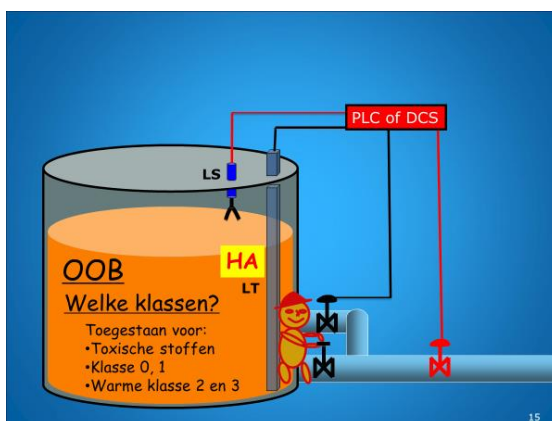 PLC of DCS
LS
HA
LT
OOB
Welke klassen?
Toegestaan voor:
•Toxische stoffen
•Klasse 0, 1
•Warme klasse 2 en 3
15